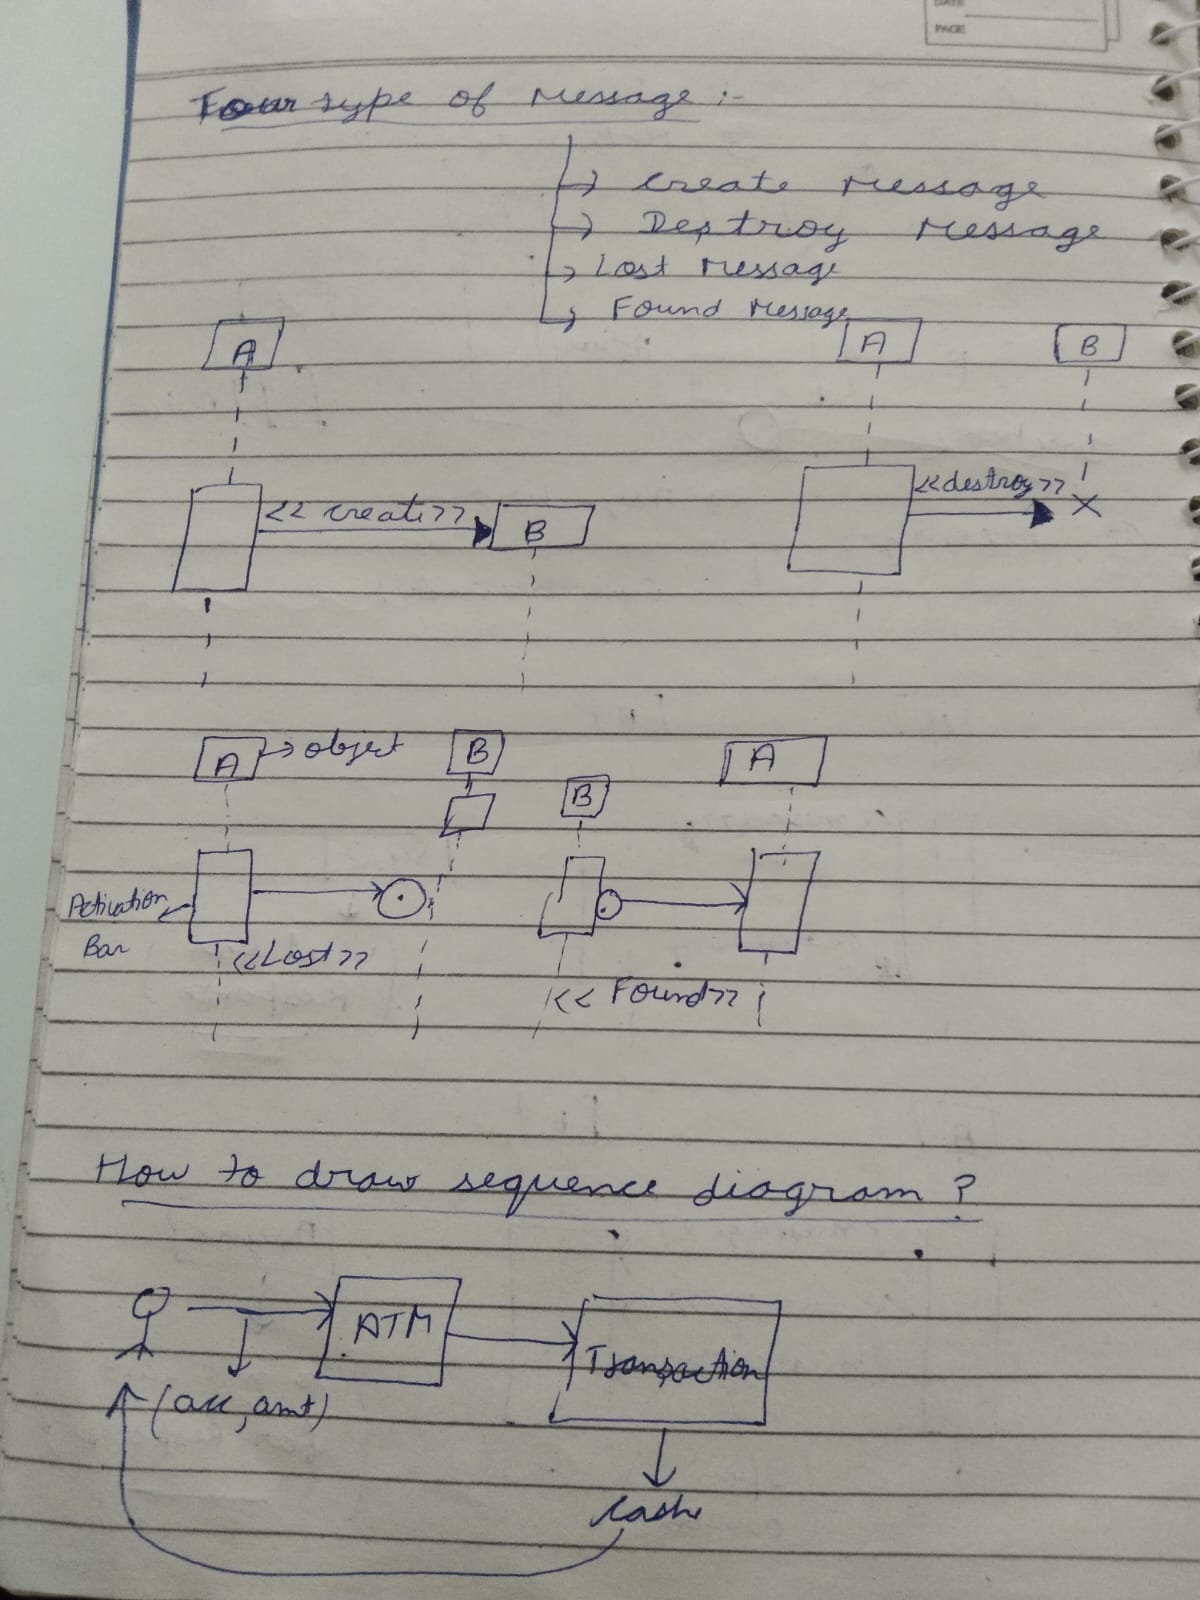 DATE
PAGE
Four type of Message :-
→ Create Message
→ Destroy Message
→ Lost Message
→ Found Message
A
A
B
<< create >>
B
<<destroy>>
A → object
B
B
A
Activation
Bar
<<Lost>>
<< Found>>
How to draw sequence diagram ?
ATM
Transaction
(acc, amt)
Cash